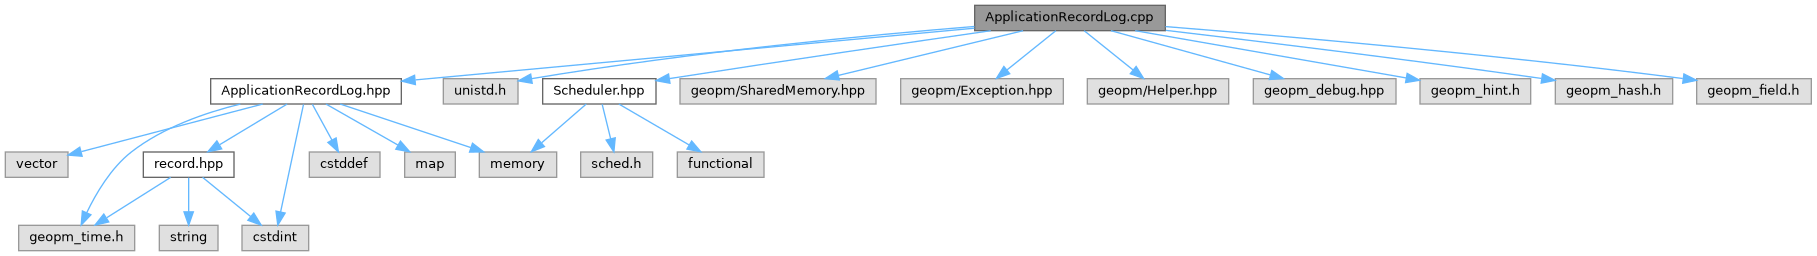 ApplicationRecordLog.cpp
ApplicationRecordLog.hpp
unistd.h
Scheduler.hpp
geopm/SharedMemory.hpp
geopm/Exception.hpp
geopm/Helper.hpp
geopm_debug.hpp
geopm_hint.h
geopm_hash.h
geopm_field.h
vector
record.hpp
cstddef
map
memory
sched.h
functional
geopm_time.h
string
cstdint